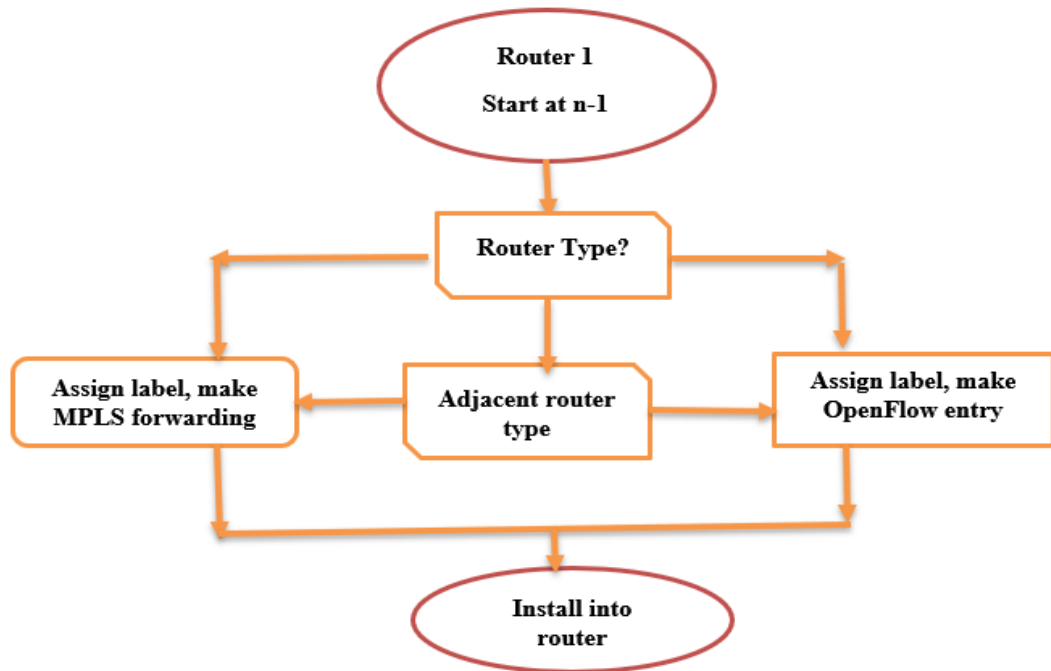 Router 1
Start at n-1
Router Type?
Assign label, make
MPLS forwarding
Adjacent router
type
Assign label, make
OpenFlow entry
Install into
router